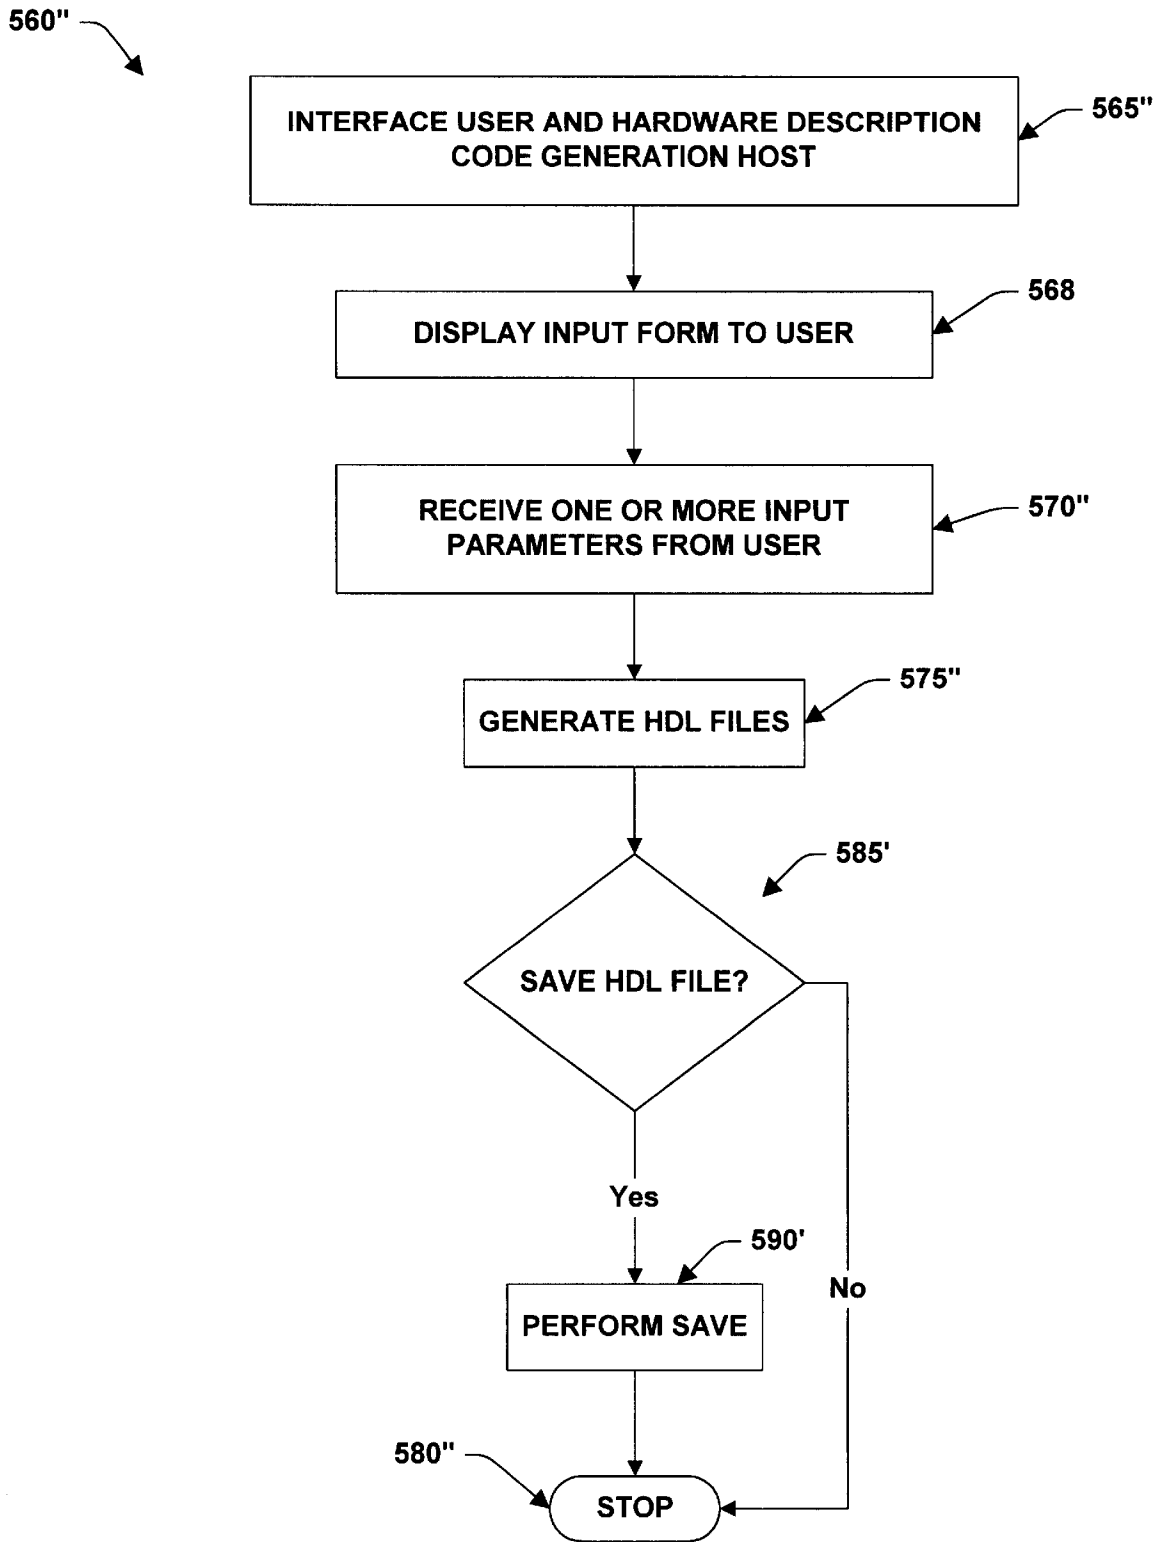 560"
INTERFACE USER AND HARDWARE DESCRIPTION
CODE GENERATION HOST
565"
568
DISPLAY INPUT FORM TO USER
RECEIVE ONE OR MORE INPUT
PARAMETERS FROM USER
570"
575"
GENERATE HDL FILES
585'
SAVE HDL FILE?
Yes
590'
No
PERFORM SAVE
580"
STOP